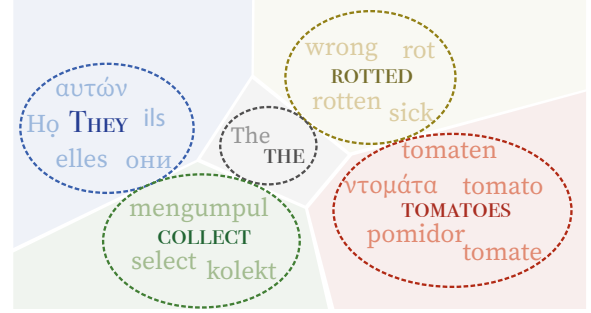 αυτών
Họ THEY ils
elles они
wrong rot
ROTTED
rotten sick
The
THE
mengumpul
COLLECT
select kolekt
tomaten
ντομάτα tomato
TOMATOES
pomidor
tomate